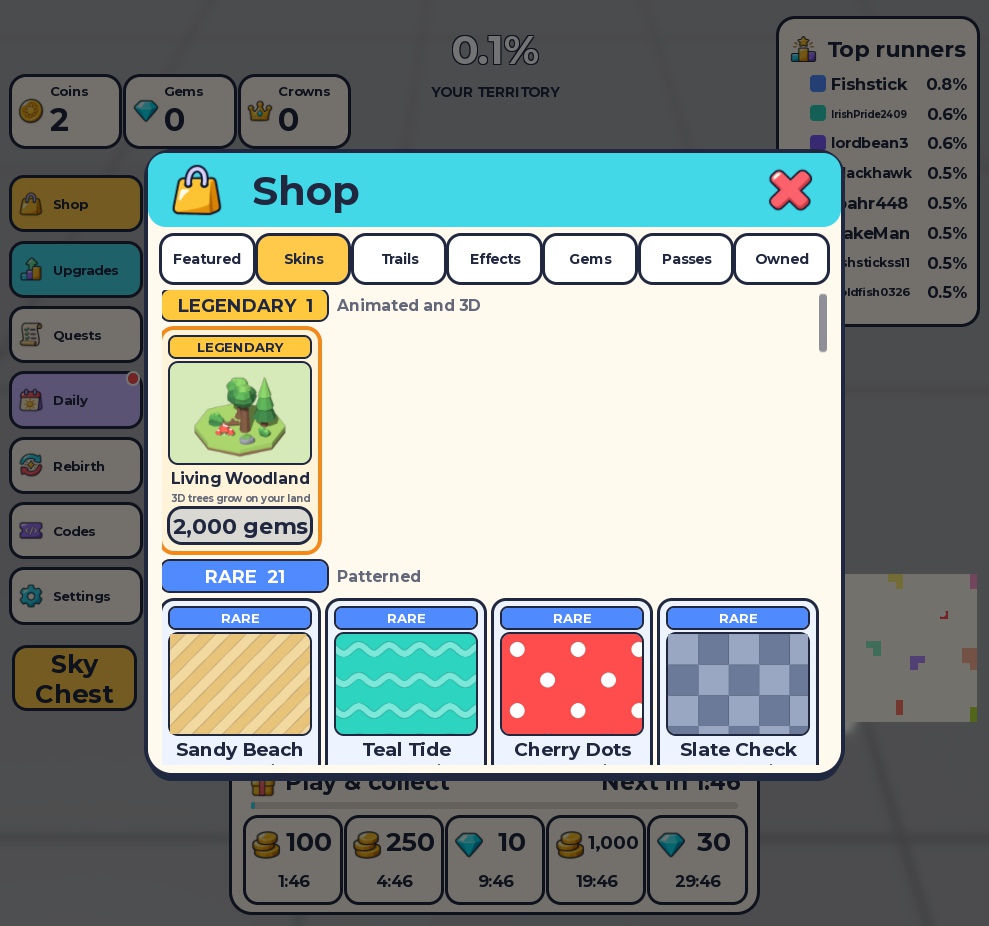 0.1%
YOUR TERRITORY
Top runners
Fishstick 0.8%
IrishPride2409 0.6%
lordbean3 0.6%
0.5%
0.5%
0.5%
0.5%
0.5%
Coins
2
Gems
0
Crowns
0
Shop
Upgrades
Quests
Daily
Rebirth
Codes
Settings
Sky
Chest
Shop
Featured Skins Trails Effects Gems Passes Owned
LEGENDARY 1 Animated and 3D
LEGENDARY
Living Woodland
3D trees grow on your land
2,000 gems
RARE 21 Patterned
RARE RARE RARE RARE
Sandy Beach Teal Tide Cherry Dots Slate Check
Play & collect Next in 1:46
100 250 10 1,000 30
1:46 4:46 9:46 19:46 29:46